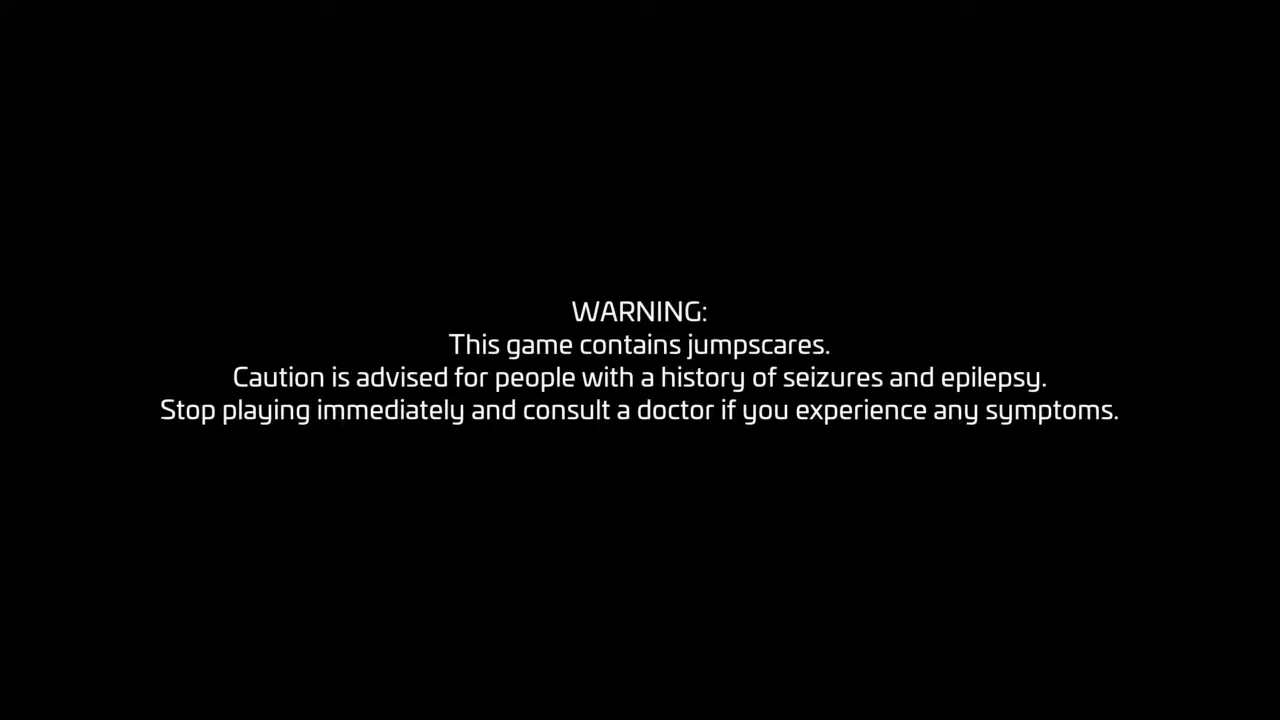 WARNING:
This game contains jumpscares.
Caution is advised for people with a history of seizures and epilepsy.
Stop playing immediately and consult a doctor if you experience any symptoms.